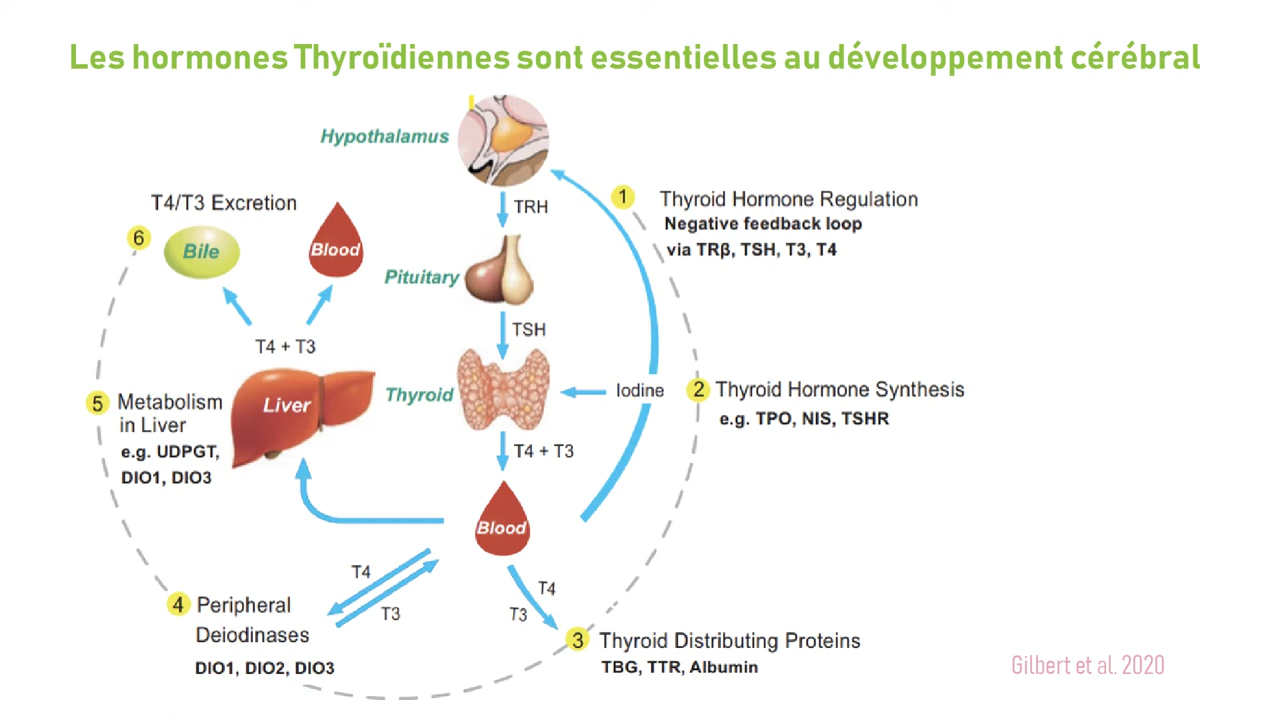 Les hormones Thyroïdiennes sont essentielles au développement cérébral
Hypothalamus
TRH
Pituitary
TSH
Thyroid
Iodine
T4 + T3
Blood
1
Thyroid Hormone Regulation
Negative feedback loop
via TRβ, TSH, T3, T4
2
Thyroid Hormone Synthesis
e.g. TPO, NIS, TSHR
T4
T3
3
Thyroid Distributing Proteins
TBG, TTR, Albumin
T4
T3
4
Peripheral
Deiodinases
DIO1, DIO2, DIO3
5
Metabolism
in Liver
e.g. UDPGT,
DIO1, DIO3
Liver
T4 + T3
6
T4/T3 Excretion
Bile
Blood
Gilbert et al. 2020